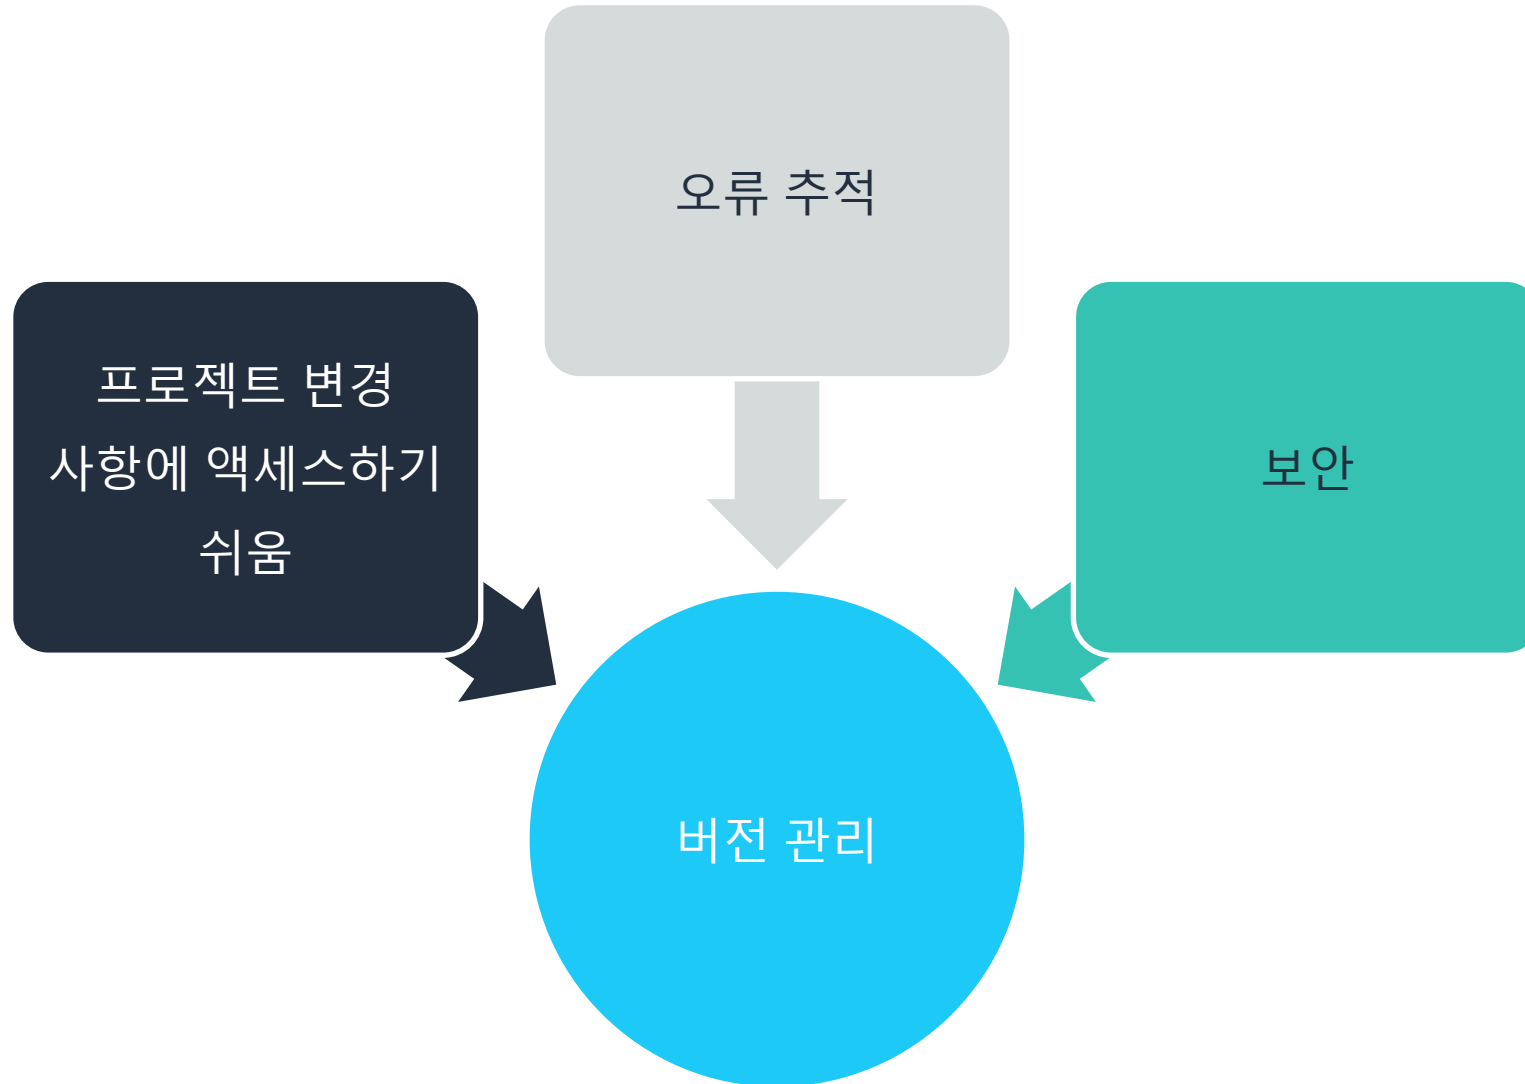 오류 추적
프로젝트 변경
사항에 액세스하기
쉬움
보안
버전 관리